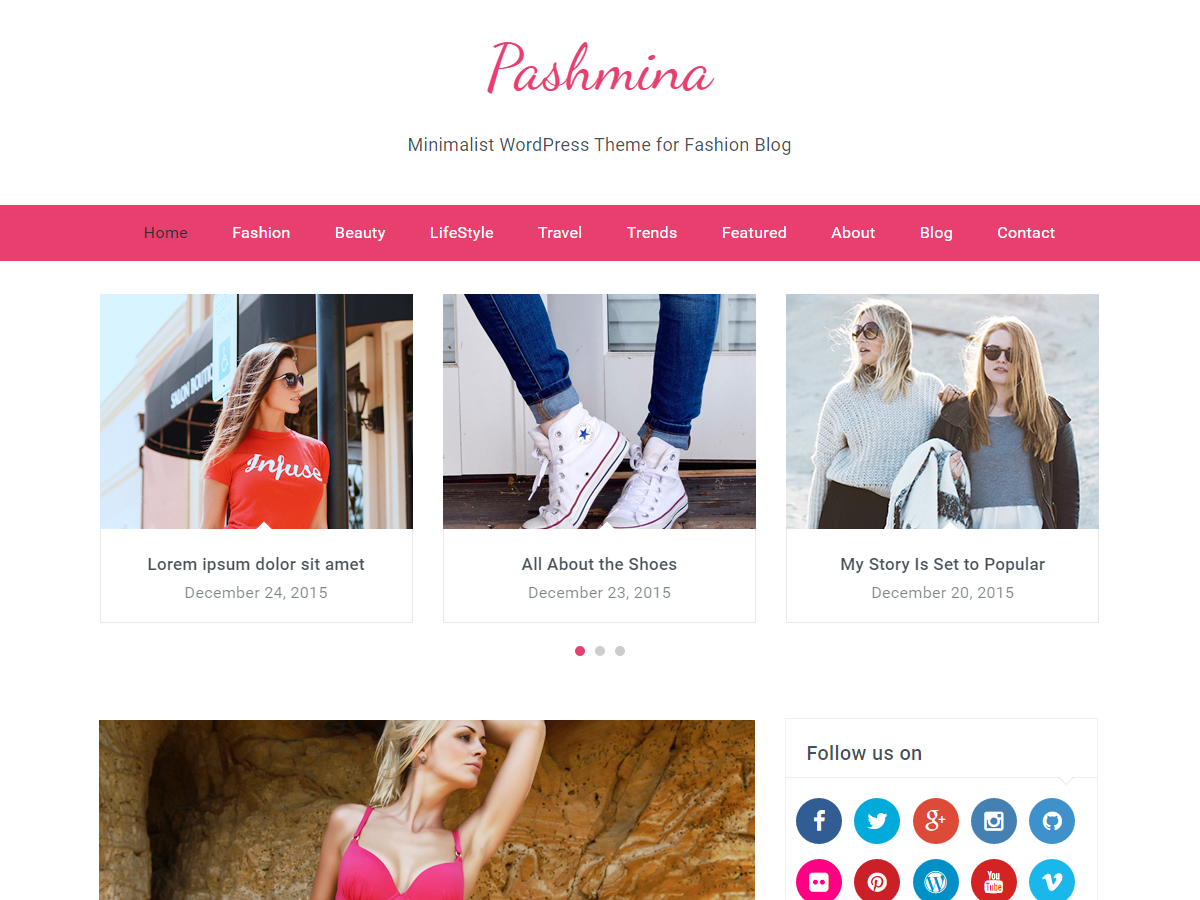 Pashmina
Minimalist WordPress Theme for Fashion Blog
Home Fashion Beauty LifeStyle Travel Trends Featured About Blog Contact
SALON BOUTIQ
Infuse
Lorem ipsum dolor sit amet
December 24, 2015
All About the Shoes
December 23, 2015
My Story Is Set to Popular
December 20, 2015
Follow us on
You
Tube